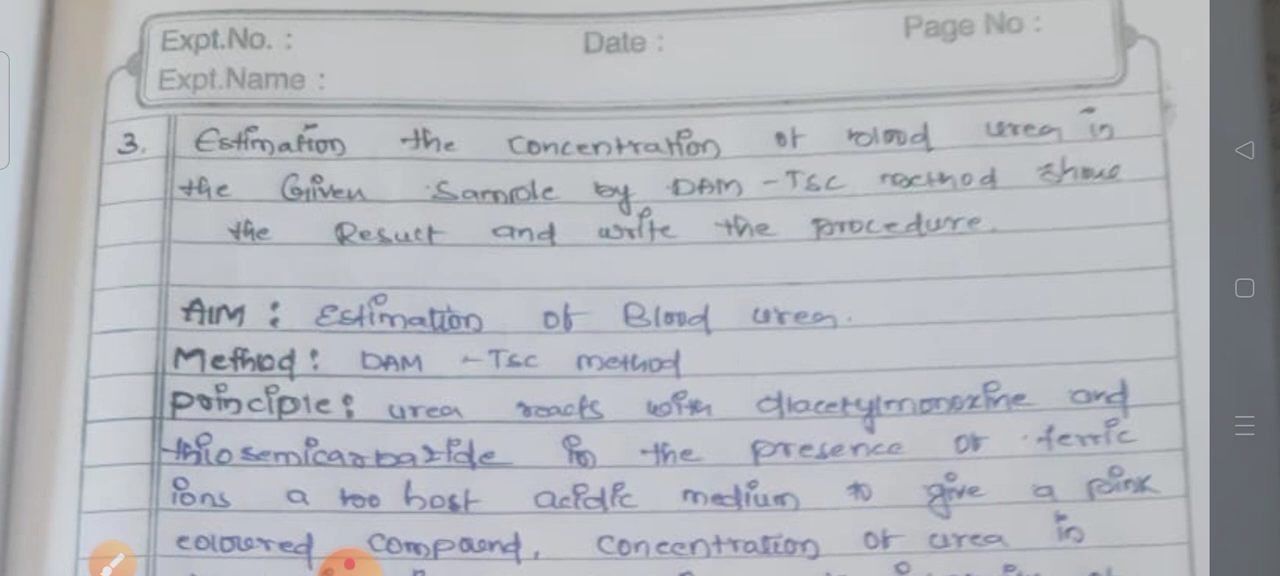 Expt.No. : Date : Page No :
Expt.Name :
3. Estimation the concentration of blood urea in
the Given Sample by DAM - TSC method show
the Result and write the procedure.
AIM : Estimation of Blood urea.
Method : DAM - TSC method
principle : urea reacts with diacetylmonoxime and
thiosemicarbazide in the presence of ferric
ions a too host acidic medium to give a pink
coloured compound, concentration of urea in